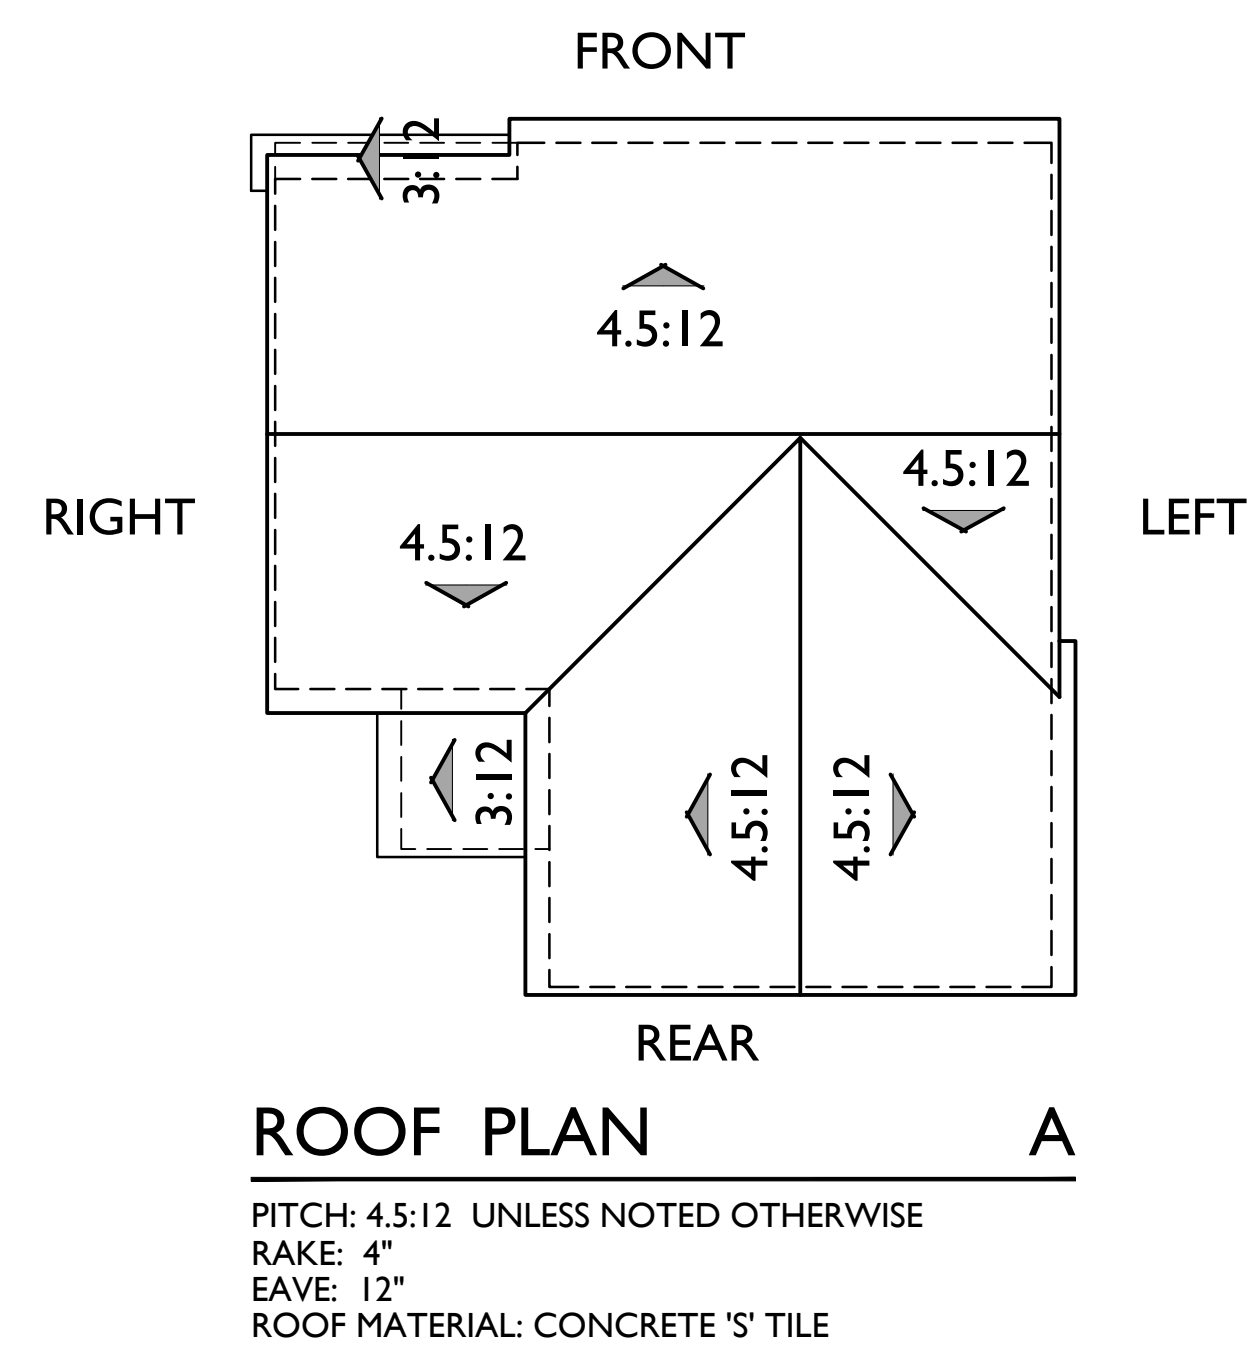 FRONT
3:12
4.5:12
4.5:12
RIGHT
LEFT
4.5:12
3:12
4.5:12
4.5:12
REAR
ROOF PLAN A
PITCH: 4.5:12 UNLESS NOTED OTHERWISE
RAKE: 4"
EAVE: 12"
ROOF MATERIAL: CONCRETE 'S' TILE